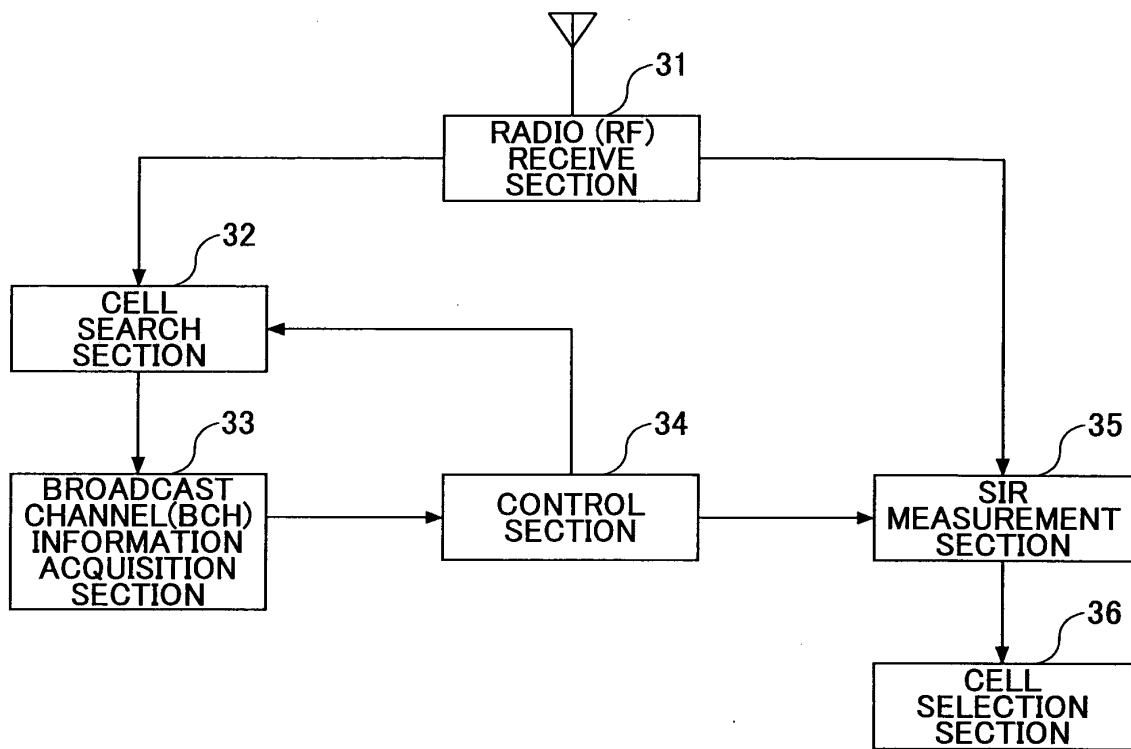 31
RADIO (RF)
RECEIVE
SECTION
32
CELL
SEARCH
SECTION
33
BROADCAST
CHANNEL(BCH)
INFORMATION
ACQUISITION
SECTION
34
CONTROL
SECTION
35
SIR
MEASUREMENT
SECTION
36
CELL
SELECTION
SECTION